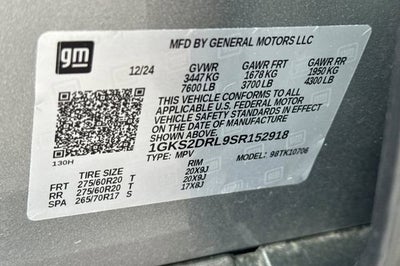 gm
MFD BY GENERAL MOTORS LLC
12/24 GVWR GAWR FRT GAWR RR
3447 KG 1678 KG 1950 KG
7600 LB 3700 LB 4300 LB
THIS VEHICLE CONFORMS TO ALL
APPLICABLE U.S. FEDERAL MOTOR
VEHICLE SAFETY STANDARDS IN EFFECT
ON THE DATE OF MANUFACTURE
SHOWN ABOVE.
1GKS2DRL9SR152918
130H TYPE: MPV MODEL: 98TK10706
TIRE SIZE RIM
FRT 275/60R20 T 20X9J
RR 275/60R20 T 20X9J
SPA 265/70R17 S 17X8J